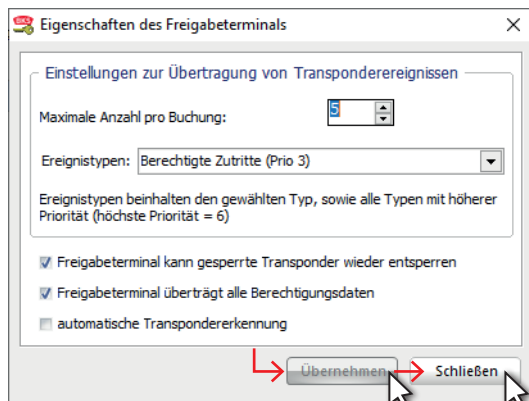 BKS
Eigenschaften des Freigabeterminals
Einstellungen zur Übertragung von Transponderereignissen
Maximale Anzahl pro Buchung:
5
Ereignistypen:
Berechtigte Zutritte (Prio 3)
Ereignistypen beinhalten den gewählten Typ, sowie alle Typen mit höherer
Priorität (höchste Priorität = 6)
Freigabeterminal kann gesperrte Transponder wieder entsperren
Freigabeterminal überträgt alle Berechtigungsdaten
automatische Transpondererkennung
Übernehmen
Schließen